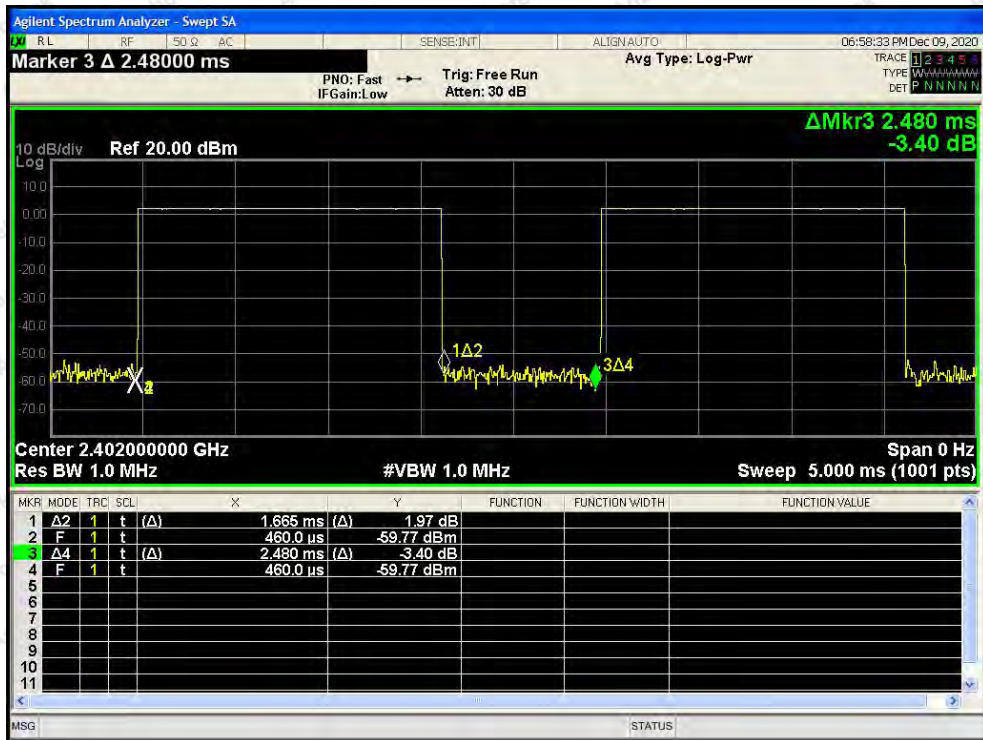 Agilent Spectrum Analyzer - Swept SA
LXI RL RF 50 Ω AC SENSE:INT ALIGNAUTO 06:58:33 PM Dec 09, 2020
Marker 3 Δ 2.48000 ms
PNO: Fast
IFGain:Low
Trig: Free Run
Atten: 30 dB
Avg Type: Log-Pwr
TRACE 1 2 3 4 5 6
TYPE WWWWWWWW
DET P N N N N N
ΔMkr3 2.480 ms
-3.40 dB
10 dB/div Ref 20.00 dBm
Log
10.0
0.00
-10.0
-20.0
-30.0
-40.0
-50.0
-60.0
-70.0
1Δ2
3Δ4
Center 2.402000000 GHz Span 0 Hz
Res BW 1.0 MHz #VBW 1.0 MHz Sweep 5.000 ms (1001 pts)
MKR MODE TRC SCL X Y FUNCTION FUNCTION WIDTH FUNCTION VALUE
1 Δ2 1 t (Δ) 1.665 ms (Δ) 1.97 dB
2 F 1 t 460.0 µs -59.77 dBm
3 Δ4 1 t (Δ) 2.480 ms (Δ) -3.40 dB
4 F 1 t 460.0 µs -59.77 dBm
5
6
7
8
9
10
11
MSG STATUS